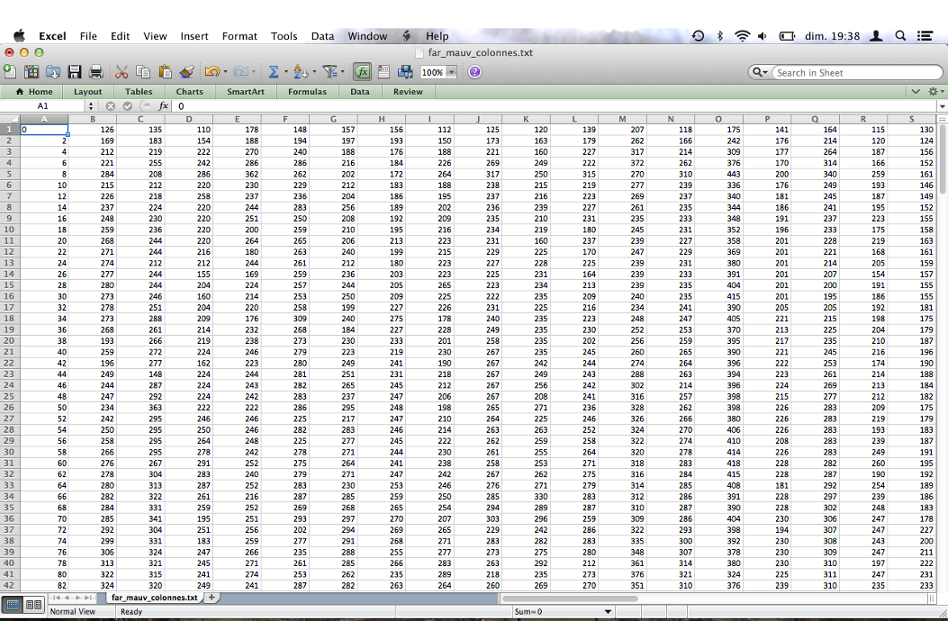 Excel File Edit View Insert Format Tools Data Window Help dim. 19:38
far_mauv_colonnes.txt
100% Search in Sheet
Home Layout Tables Charts SmartArt Formulas Data Review
A1 fx 0
A B C D E F G H I J K L M N O P Q R S
1 0 126 135 110 178 148 157 156 112 125 120 139 207 118 175 141 164 115 130
2 2 169 183 154 188 194 197 193 150 173 163 179 262 166 242 176 214 120 124
3 4 212 219 222 270 240 188 176 188 221 160 227 317 214 309 177 264 187 156
4 6 221 255 242 286 286 216 184 226 269 249 222 372 262 376 170 314 166 152
5 8 284 208 286 362 262 202 172 264 317 250 315 270 310 443 200 340 259 161
6 10 215 212 220 230 229 212 183 188 238 215 219 277 239 336 176 249 193 146
7 12 226 218 258 237 236 204 186 195 237 216 223 269 237 340 181 245 187 149
8 14 237 224 220 244 283 256 189 202 236 239 227 261 235 344 186 241 195 152
9 16 248 230 220 251 250 208 192 209 235 210 231 235 233 348 191 237 223 155
10 18 259 236 220 200 259 210 195 216 234 219 180 245 231 352 196 233 175 158
11 20 268 244 220 264 265 206 213 223 231 160 237 239 227 358 201 228 219 163
12 22 271 244 216 180 263 240 199 215 229 225 170 247 229 369 201 221 168 161
13 24 274 212 212 244 261 212 180 223 227 228 225 239 231 380 201 214 205 159
14 26 277 244 155 169 259 236 203 223 225 231 164 239 233 391 201 207 154 157
15 28 280 244 204 224 257 244 205 265 223 234 213 239 235 404 201 200 191 155
16 30 273 246 160 214 253 250 209 225 222 235 209 240 235 415 201 195 186 155
17 32 278 251 204 220 258 199 227 226 231 225 216 234 241 390 205 205 192 181
18 34 273 288 209 176 309 240 275 178 240 235 223 248 247 405 221 215 198 175
19 36 268 261 214 232 268 184 227 228 249 235 230 252 253 370 213 225 204 179
20 38 193 266 219 238 273 230 233 201 258 235 202 256 259 395 217 235 210 187
21 40 259 272 224 246 279 223 219 230 267 235 245 260 265 390 221 245 216 196
22 42 196 277 162 223 280 249 241 190 267 242 244 274 264 396 222 253 174 190
23 44 249 148 224 244 281 251 231 218 267 249 243 288 263 394 223 261 214 188
24 46 244 287 224 243 282 265 245 212 267 256 242 302 214 396 224 269 213 184
25 48 247 292 224 242 283 237 247 206 267 208 241 316 257 398 215 277 212 182
26 50 234 363 222 222 286 295 248 198 265 271 236 328 262 398 226 283 209 175
27 52 242 295 246 246 225 217 247 210 264 225 246 326 266 380 226 283 209 179
28 54 250 295 250 246 282 283 246 214 263 263 252 324 270 406 226 283 193 183
29 56 258 295 264 248 225 277 245 222 262 259 258 322 274 410 208 283 239 187
30 58 266 295 278 242 278 271 244 230 261 255 264 320 278 414 226 283 249 191
31 60 276 267 291 252 275 264 241 238 258 253 271 318 283 418 228 282 260 195
32 62 278 304 283 240 279 271 247 242 267 262 275 316 284 415 228 287 190 192
33 64 280 313 287 252 283 230 253 246 276 271 279 314 285 408 181 292 254 189
34 66 282 322 261 216 287 285 259 250 285 330 283 312 286 391 228 297 239 186
35 68 284 331 259 252 269 268 265 254 294 289 287 310 287 390 228 302 248 183
36 70 285 341 195 251 293 297 270 207 303 296 259 309 286 404 230 306 247 178
37 72 292 304 251 256 202 294 269 265 229 242 286 322 293 398 194 307 247 227
38 74 299 331 183 259 277 291 268 271 283 282 283 335 300 392 230 308 243 200
39 76 306 324 247 266 235 288 255 277 273 275 280 348 307 378 230 309 247 211
40 78 313 321 245 271 261 285 266 283 263 292 212 361 314 380 230 310 197 222
41 80 322 315 241 274 253 262 235 289 218 235 273 376 321 324 225 311 247 231
42 82 324 320 249 241 287 282 263 264 260 269 270 351 310 376 239 310 235 233
far_mauv_colonnes.txt
Normal View Ready Sum=0